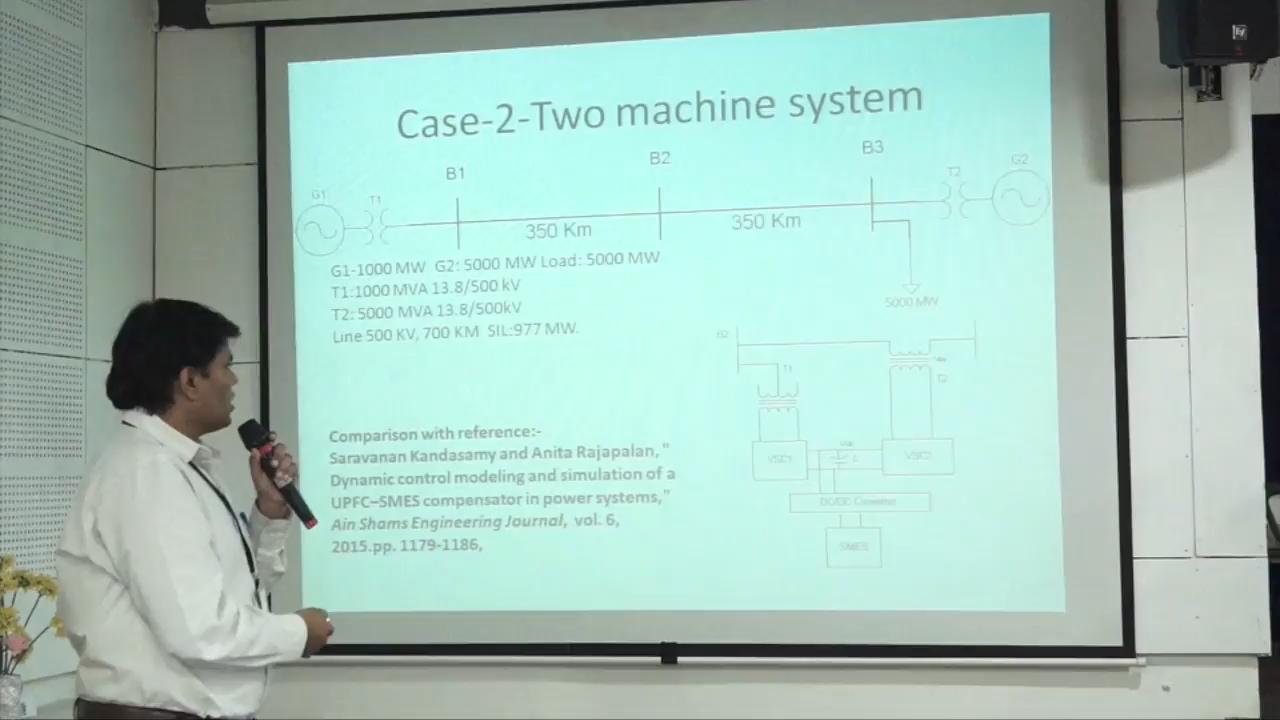 Case-2-Two machine system
G1
T1
B1
B2
B3
T2
G2
350 Km
350 Km
G1-1000 MW G2: 5000 MW Load: 5000 MW
T1:1000 MVA 13.8/500 kV
T2: 5000 MVA 13.8/500kV
Line 500 KV, 700 KM SIL:977 MW.
5000 MW
B2
T1
T2
VSC1
VSC2
DC/DC Converter
SMES
Comparison with reference:-
Saravanan Kandasamy and Anita Rajapalan,"
Dynamic control modeling and simulation of a
UPFC–SMES compensator in power systems,"
Ain Shams Engineering Journal, vol. 6,
2015.pp. 1179-1186,